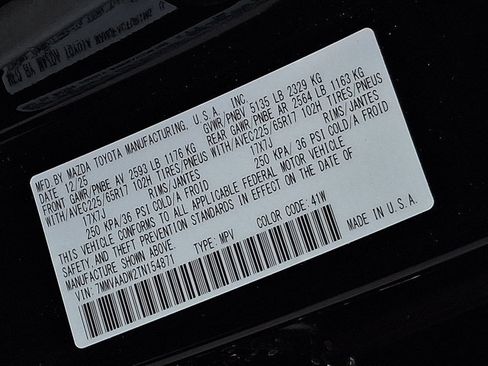 MFD. BY MAZDA TOYOTA MANUFACTURING, U.S.A., INC.
DATE: 12/25 GVWR/PNBV 5135 LB 2329 KG
FRONT GAWR/PNBE AV 2593 LB 1176 KG REAR GAWR/PNBE AR 2564 LB 1163 KG
WITH/AVEC225/65R17 102H TIRES/PNEUS WITH/AVEC225/65R17 102H TIRES/PNEUS
17X7J RIMS/JANTES 17X7J RIMS/JANTES
250 KPA/36 PSI COLD/A FROID 250 KPA/36 PSI COLD/A FROID
THIS VEHICLE CONFORMS TO ALL APPLICABLE FEDERAL MOTOR VEHICLE
SAFETY, AND THEFT PREVENTION STANDARDS IN EFFECT ON THE DATE OF
MANUFACTURE SHOWN ABOVE.
VIN: 7MMVAADW2TN154871 TYPE: MPV COLOR CODE: 41W
MADE IN U.S.A.